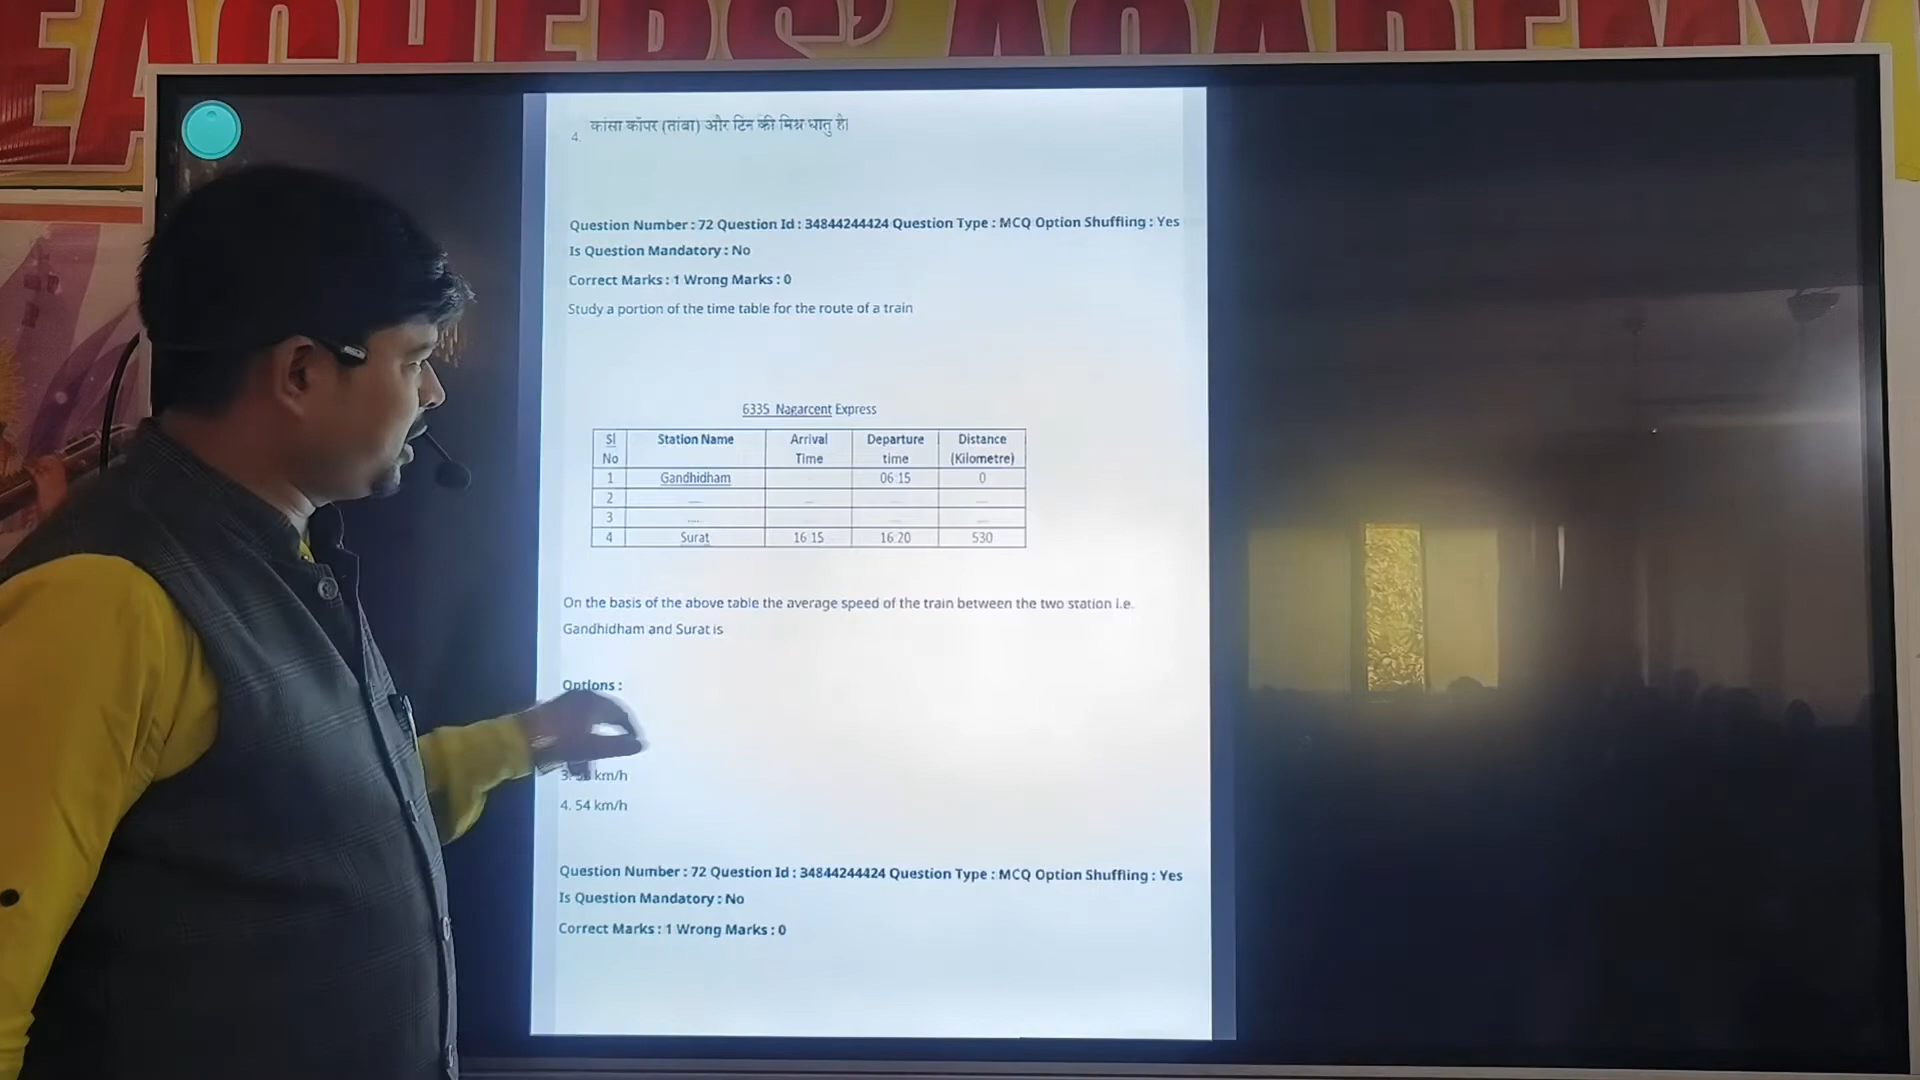 TEACHERS' ACADEMY
4. कांसा कॉपर (तांबा) और टिन की मिश्र धातु है।
Question Number : 72 Question Id : 34844244424 Question Type : MCQ Option Shuffling : Yes
Is Question Mandatory : No
Correct Marks : 1 Wrong Marks : 0
Study a portion of the time table for the route of a train
6335 Nagarcent Express
Sl No Station Name Arrival Time Departure time Distance (Kilometre)
1 Gandhidham 06 15 0
2
3 ....
4 Surat 16 15 16 20 530
On the basis of the above table the average speed of the train between the two station i.e.
Gandhidham and Surat is
Options :
3. km/h
4. 54 km/h
Question Number : 72 Question Id : 34844244424 Question Type : MCQ Option Shuffling : Yes
Is Question Mandatory : No
Correct Marks : 1 Wrong Marks : 0